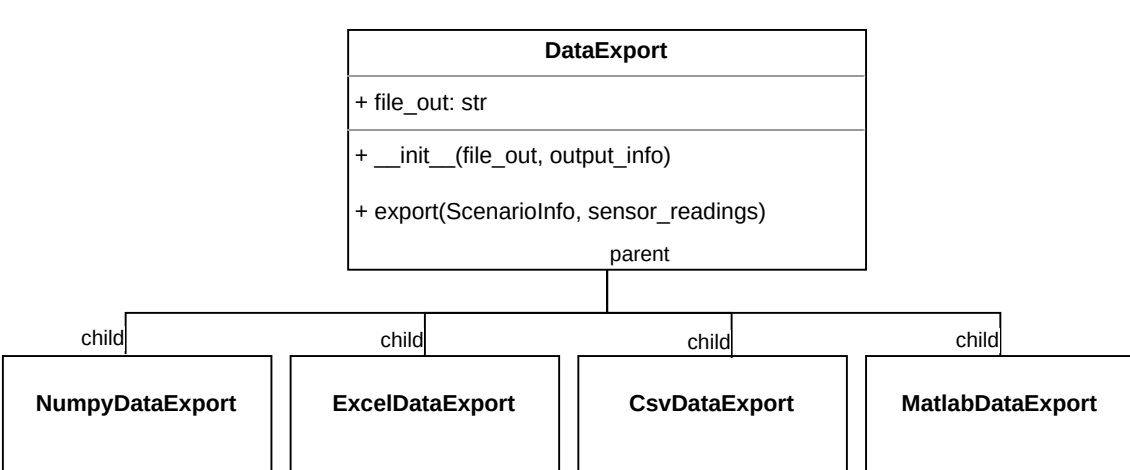 DataExport
+ file_out: str
+ __init__(file_out, output_info)
+ export(ScenarioInfo, sensor_readings)
parent
child child child child
NumpyDataExport ExcelDataExport CsvDataExport MatlabDataExport